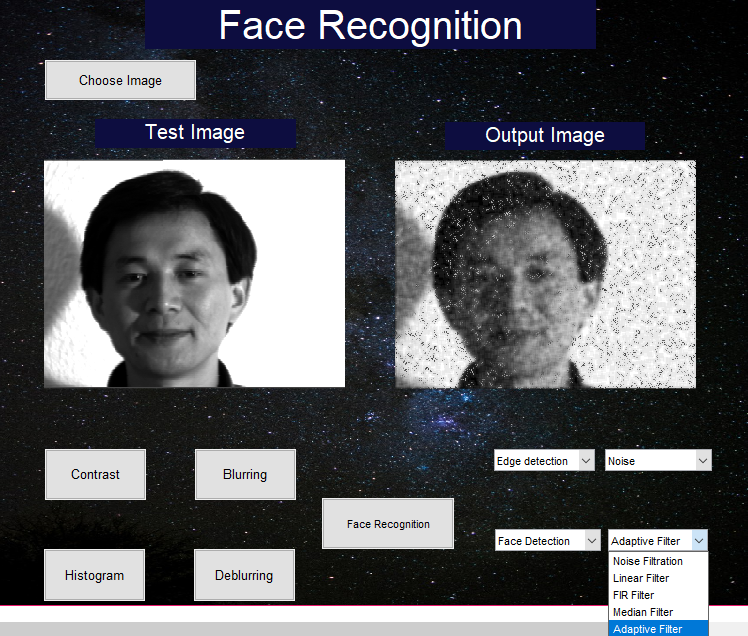 Face Recognition
Choose Image
Test Image
Output Image
Contrast
Blurring
Edge detection
Noise
Face Recognition
Face Detection
Adaptive Filter
Noise Filtration
Linear Filter
FIR Filter
Median Filter
Adaptive Filter
Histogram
Deblurring